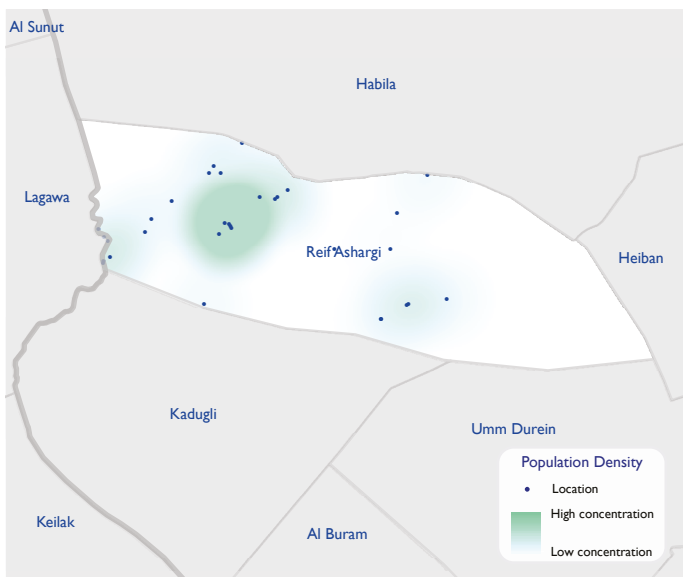 Al Sunut
Habila
Lagawa
Reif Ashargi
Heiban
Kadugli
Umm Durein
Population Density
Location
High concentration
Low concentration
Keilak
Al Buram